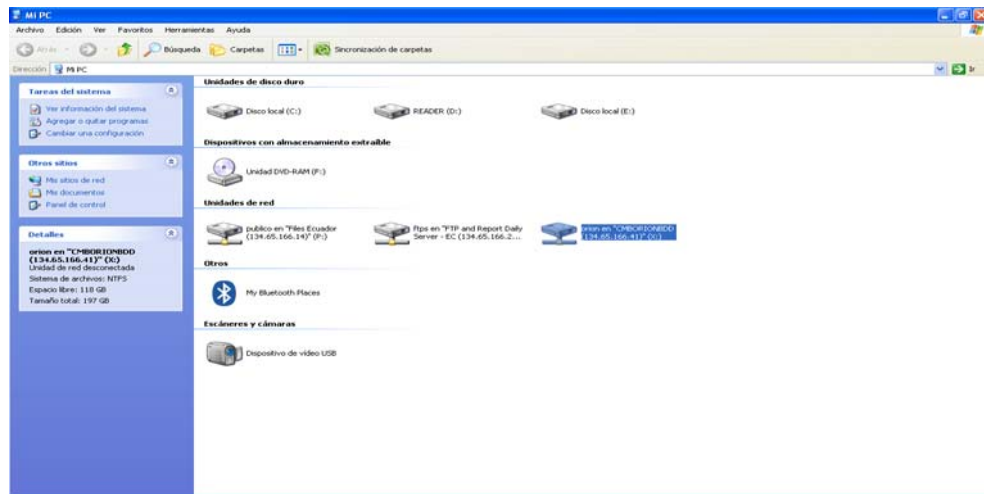 Mi PC
Archivo Edición Ver Favoritos Herramientas Ayuda
Atrás Búsqueda Carpetas Sincronización de carpetas
Dirección Mi PC Ir
Tareas del sistema
Ver información del sistema
Agregar o quitar programas
Cambiar una configuración
Otros sitios
Mis sitios de red
Mis documentos
Panel de control
Detalles
orion en "CMBORIONBDD
(134.65.166.41)" (X:)
Unidad de red desconectada
Sistema de archivos: NTFS
Espacio libre: 118 GB
Tamaño total: 197 GB
Unidades de disco duro
Disco local (C:)
READER (D:)
Disco local (E:)
Dispositivos con almacenamiento extraíble
Unidad DVD-RAM (F:)
Unidades de red
publico en "Files Ecuador
(134.65.166.14)" (P:)
ftps en "FTP and Report Daily
Server - EC (134.65.166.2...
orion en "CMBORIONBDD
(134.65.166.41)" (X:)
Otros
My Bluetooth Places
Escáneres y cámaras
Dispositivo de vídeo USB